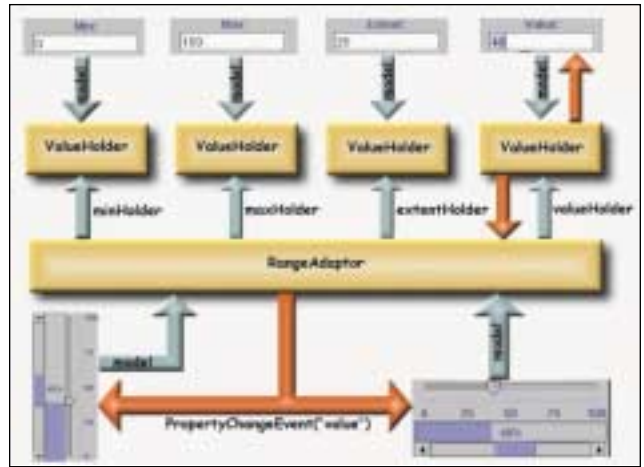 Min:
Max
Extent:
Value:
0
100
25
40
model
model
model
model
ValueHolder
ValueHolder
ValueHolder
ValueHolder
minHolder
maxHolder
extentHolder
valueHolder
RangeAdaptor
model
model
PropertyChangeEvent("value")
0 25 50 75 100